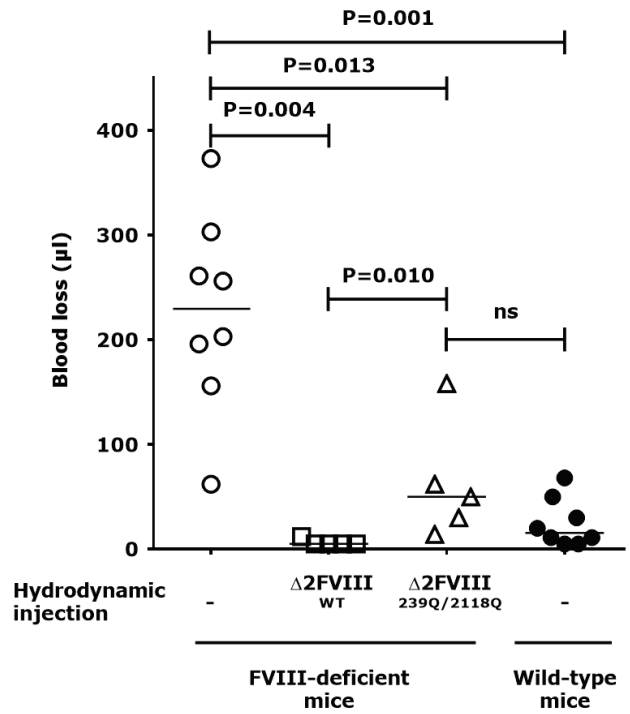 P=0.001
P=0.013
P=0.004
P=0.010
ns
Blood loss (µl)
400
300
200
100
0
Hydrodynamic
injection
-
Δ2FVIII
WT
Δ2FVIII
239Q/2118Q
-
FVIII-deficient
mice
Wild-type
mice